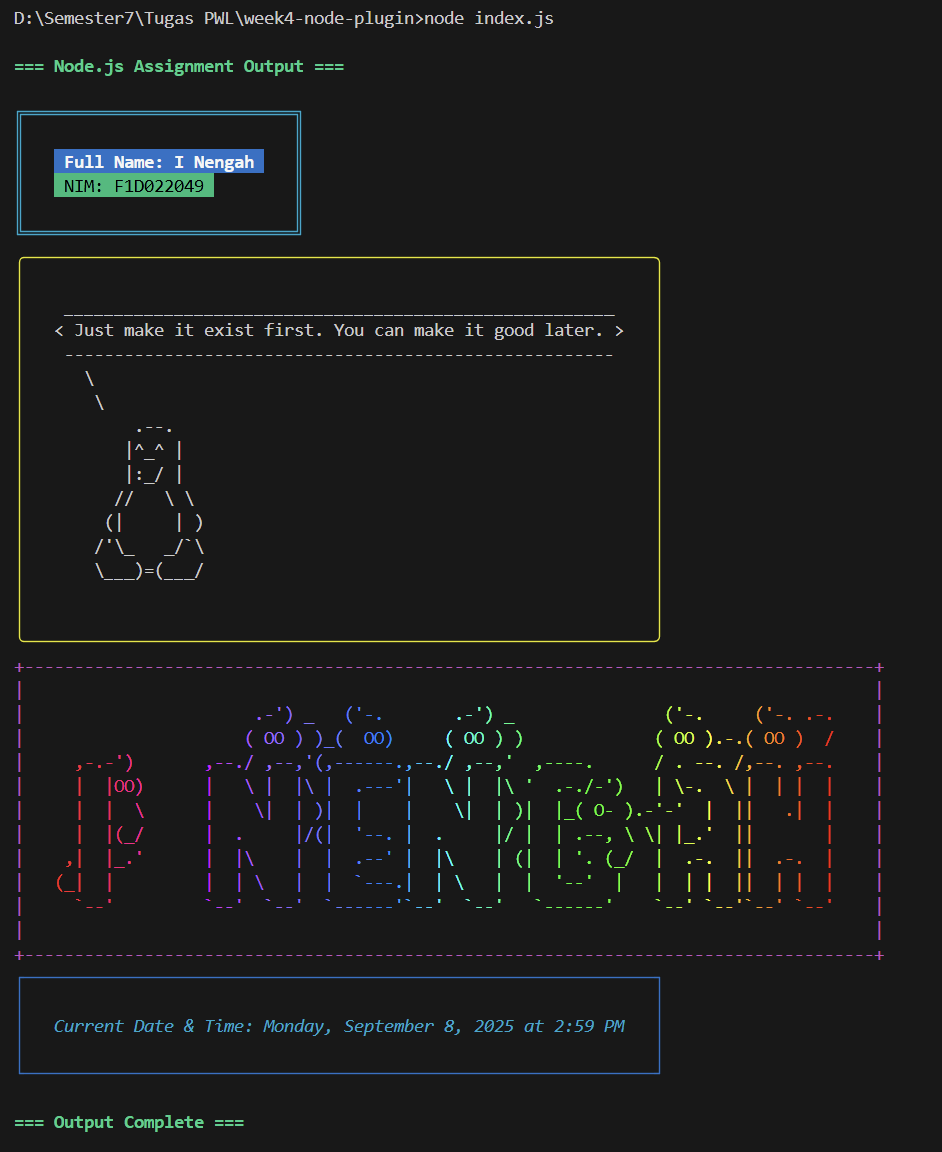 D:\Semester7\Tugas PWL\week4-node-plugin>node index.js
=== Node.js Assignment Output ===
Full Name: I Nengah
NIM: F1D022049
< Just make it exist first. You can make it good later. >
I NENGAH
Current Date & Time: Monday, September 8, 2025 at 2:59 PM
=== Output Complete ===